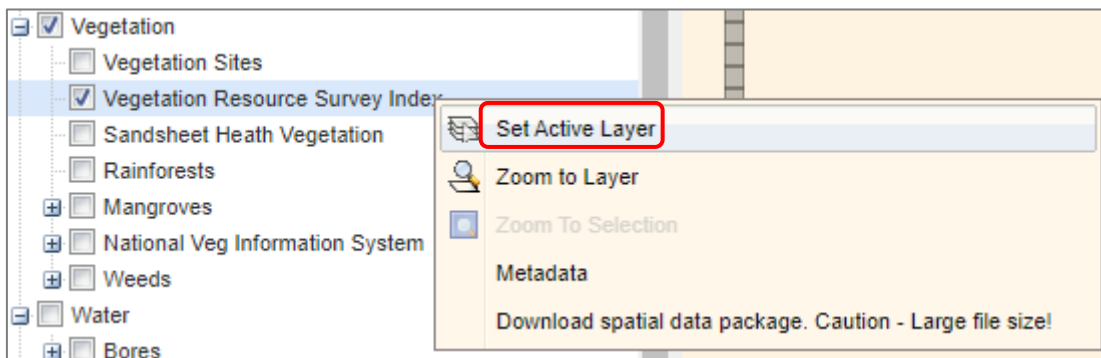 Vegetation
Vegetation Sites
Vegetation Resource Survey Index
Sandsheet Heath Vegetation
Rainforests
Mangroves
National Veg Information System
Weeds
Water
Bores
Set Active Layer
Zoom to Layer
Zoom To Selection
Metadata
Download spatial data package. Caution - Large file size!